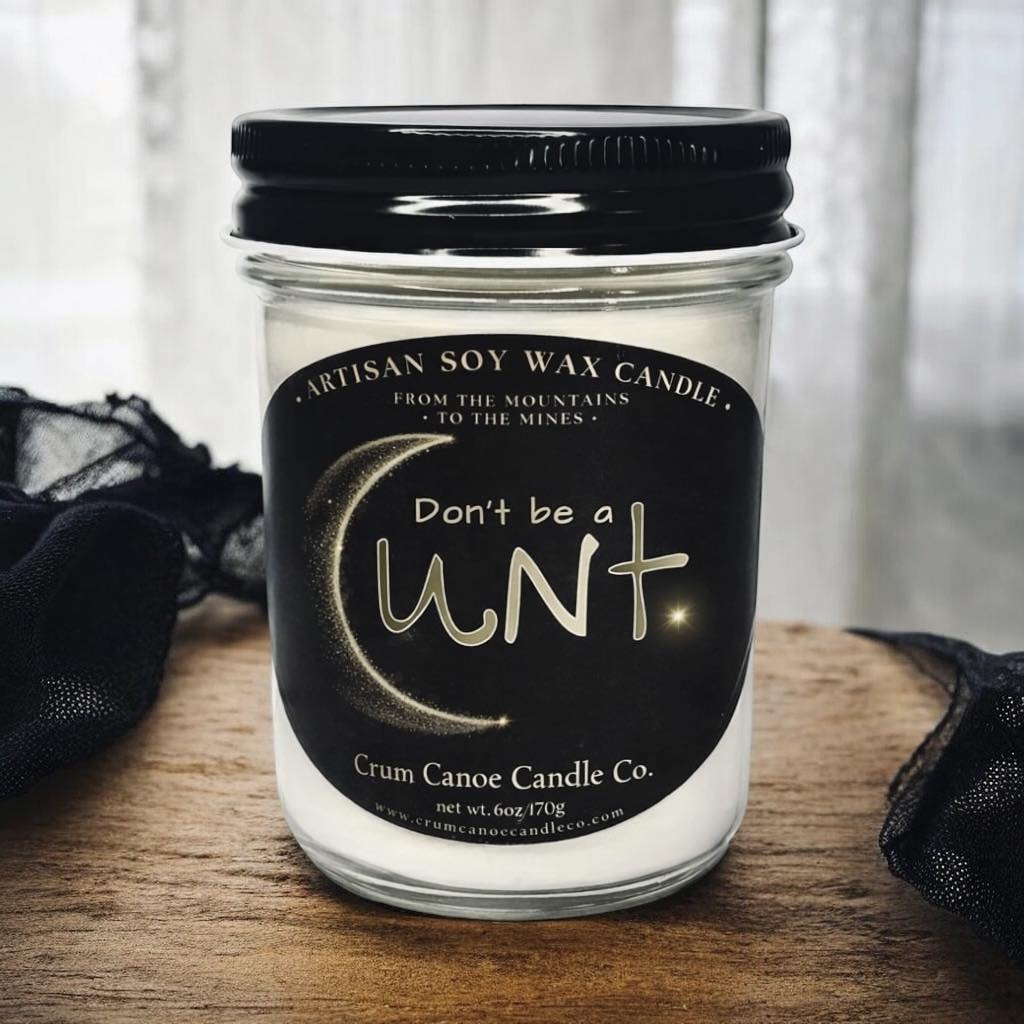 • ARTISAN SOY WAX CANDLE •
FROM THE MOUNTAINS
• TO THE MINES •
Don't be a
CUNt.
Crum Canoe Candle Co.
net wt. 6oz/170g
www.crumcanoecandleco.com